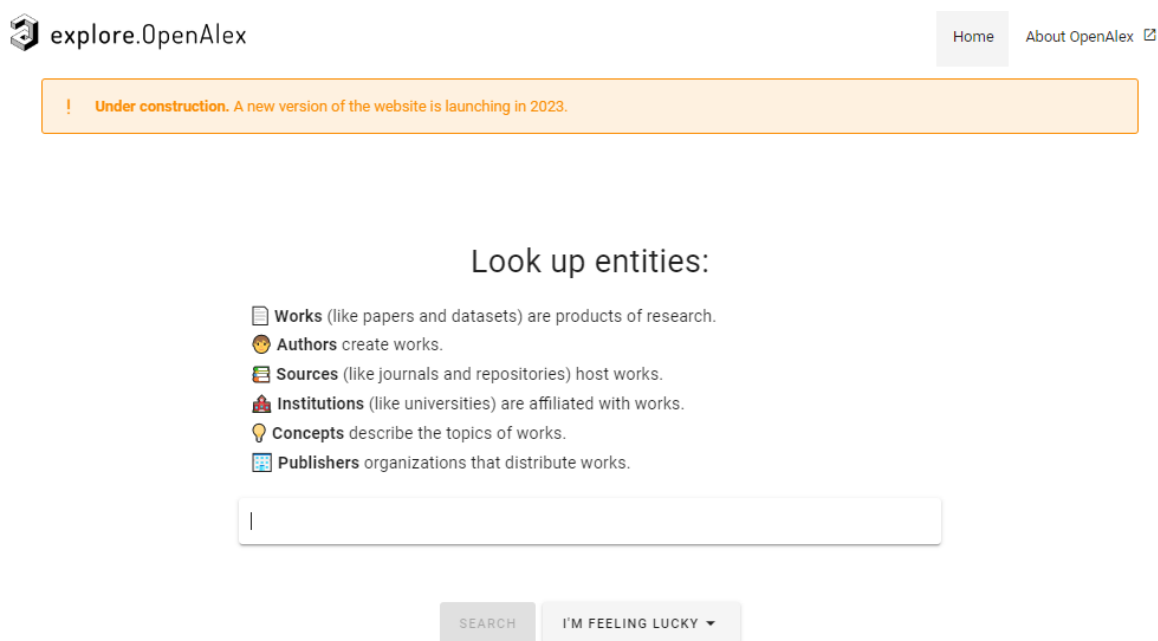 explore.OpenAlex
Home
About OpenAlex
! Under construction. A new version of the website is launching in 2023.
Look up entities:
Works (like papers and datasets) are products of research.
Authors create works.
Sources (like journals and repositories) host works.
Institutions (like universities) are affiliated with works.
Concepts describe the topics of works.
Publishers organizations that distribute works.
SEARCH
I'M FEELING LUCKY